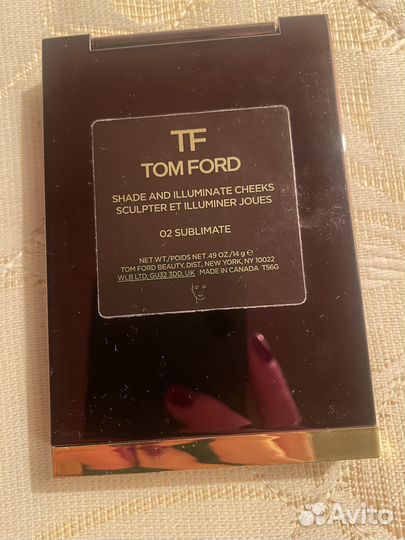 TF
TOM FORD
SHADE AND ILLUMINATE CHEEKS
SCULPTER ET ILLUMINER JOUES
02 SUBLIMATE
NET WT./POIDS NET .49 OZ./14 g ℮
TOM FORD BEAUTY, DIST., NEW YORK, NY 10022
WLB LTD, GU32 3DD, UK MADE IN CANADA T56G
Avito